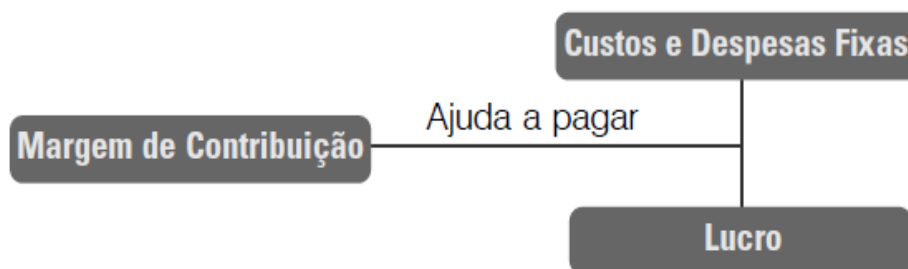 Custos e Despesas Fixas
Ajuda a pagar
Margem de Contribuição
Lucro